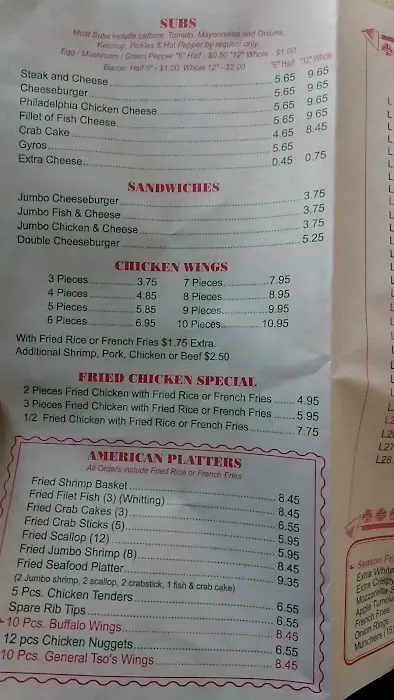 SUBS
Most Subs include Lettuce, Tomato, Mayonnaise and Onions.
Ketchup, Pickles & Hot Pepper by request only.
Egg / Mushroom / Green Pepper "6" Half - $0.50 "12" Whole - $1.00
Bacon: Half 6" - $1.00, Whole 12" - $2.00
"6" Half "12" Whole
Steak and Cheese 5.65 9.65
Cheeseburger 5.65 9.65
Philadelphia Chicken Cheese 5.65 9.65
Fillet of Fish Cheese 5.65 9.65
Crab Cake 4.65 8.45
Gyros 5.65
Extra Cheese 0.45 0.75
SANDWICHES
Jumbo Cheeseburger 3.75
Jumbo Fish & Cheese 3.75
Jumbo Chicken & Cheese 3.75
Double Cheeseburger 5.25
CHICKEN WINGS
3 Pieces 3.75 7 Pieces 7.95
4 Pieces 4.85 8 Pieces 8.95
5 Pieces 5.85 9 Pieces 9.95
6 Pieces 6.95 10 Pieces 10.95
With Fried Rice or French Fries $1.75 Extra.
Additional Shrimp, Pork, Chicken or Beef $2.50
FRIED CHICKEN SPECIAL
2 Pieces Fried Chicken with Fried Rice or French Fries 4.95
3 Pieces Fried Chicken with Fried Rice or French Fries 5.95
1/2 Fried Chicken with Fried Rice or French Fries 7.75
AMERICAN PLATTERS
All Orders include Fried Rice or French Fries
Fried Shrimp Basket 8.45
Fried Filet Fish (3) (Whitting) 8.45
Fried Crab Cakes (3) 6.55
Fried Crab Sticks (5) 5.95
Fried Scallop (12) 5.95
Fried Jumbo Shrimp (8) 8.45
Fried Seafood Platter 9.35
(2 Jumbo shrimp, 2 scallop, 2 crabstick, 1 fish & crab cake)
5 Pcs. Chicken Tenders 6.55
Spare Rib Tips 6.55
10 Pcs. Buffalo Wings 8.45
12 pcs Chicken Nuggets 6.55
10 Pcs. General Tso's Wings 8.45
L27
L28
Season Fr
Extra White
Extra Crispy
Mozzarella S
Apple Turnov
French Fries
Onion Rings
Munchers (15